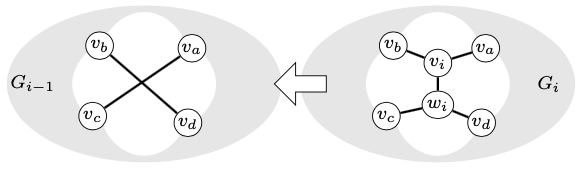 v_b v_a v_b v_a
G_{i-1} v_i G_i
w_i
v_c v_d v_c v_d